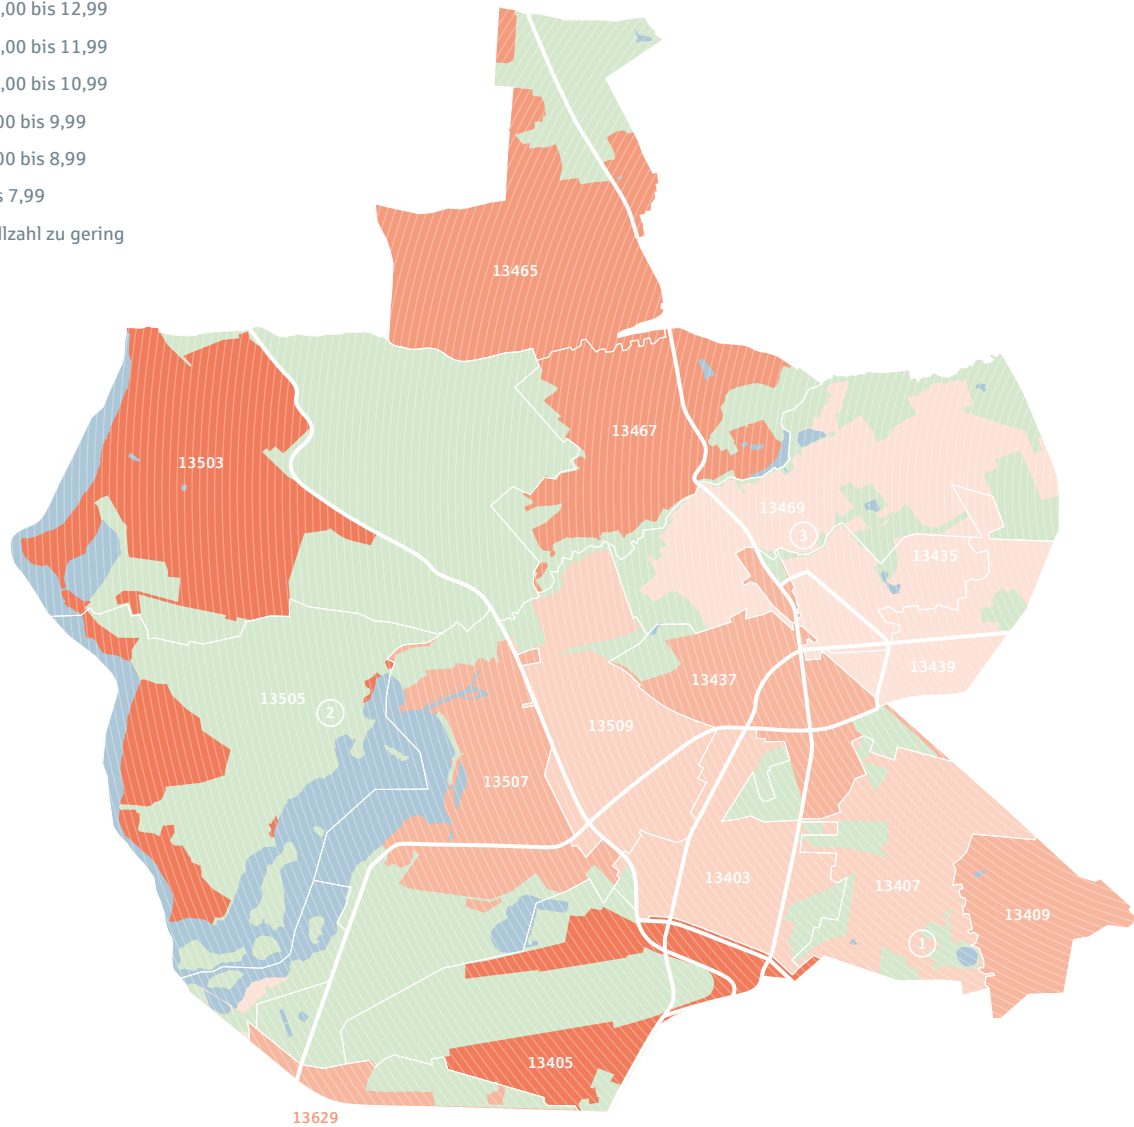 ,00 bis 12,99
,00 bis 11,99
,00 bis 10,99
00 bis 9,99
00 bis 8,99
s 7,99
llzahl zu gering
13465
13467
13503
13469
3
13435
13439
13505
2
13437
13509
13507
13403
13407
13409
1
13405
13629